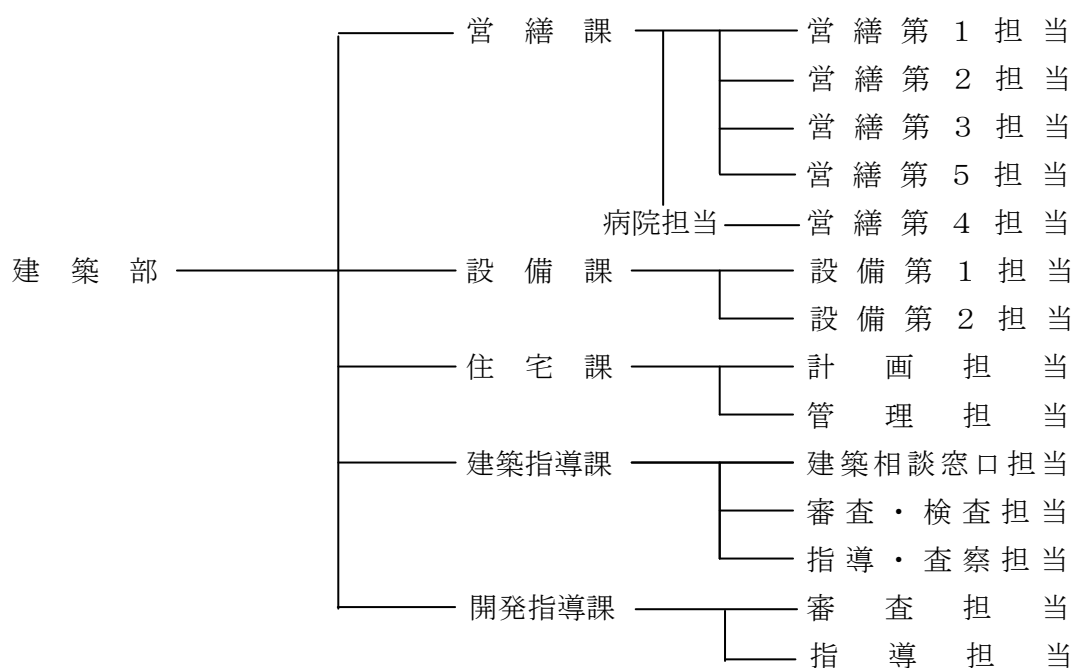 営繕課 営繕第1担当
営繕第2担当
営繕第3担当
営繕第5担当
病院担当 営繕第4担当
建築部 設備課 設備第1担当
設備第2担当
住宅課 計画担当
管理担当
建築指導課 建築相談窓口担当
審査・検査担当
指導・査察担当
開発指導課 審査担当
指導担当